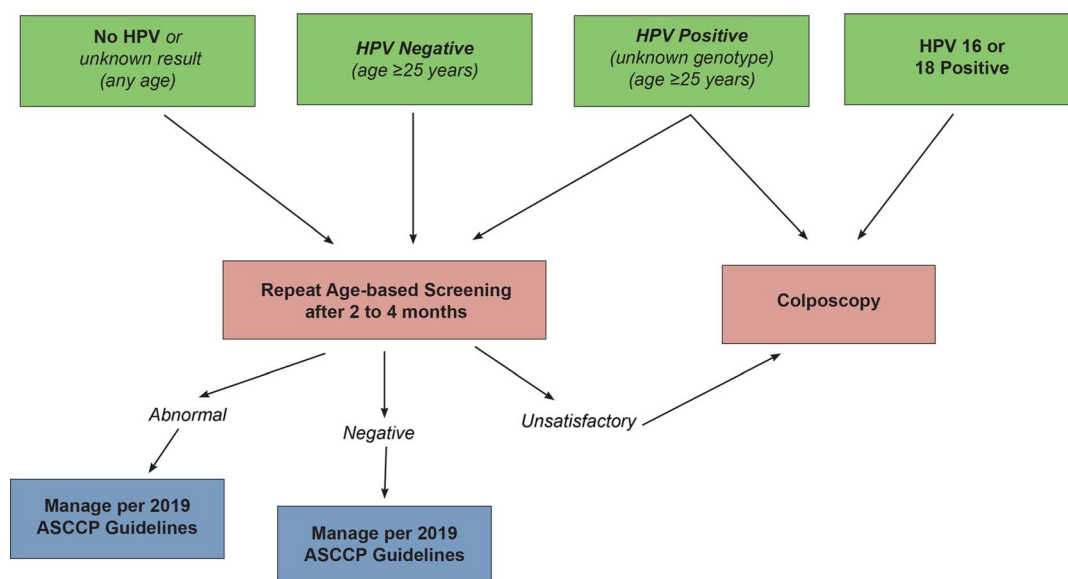 No HPV or
unknown result
(any age)
HPV Negative
(age ≥25 years)
HPV Positive
(unknown genotype)
(age ≥25 years)
HPV 16 or
18 Positive
Repeat Age-based Screening
after 2 to 4 months
Colposcopy
Abnormal
Negative
Unsatisfactory
Manage per 2019
ASCCP Guidelines
Manage per 2019
ASCCP Guidelines